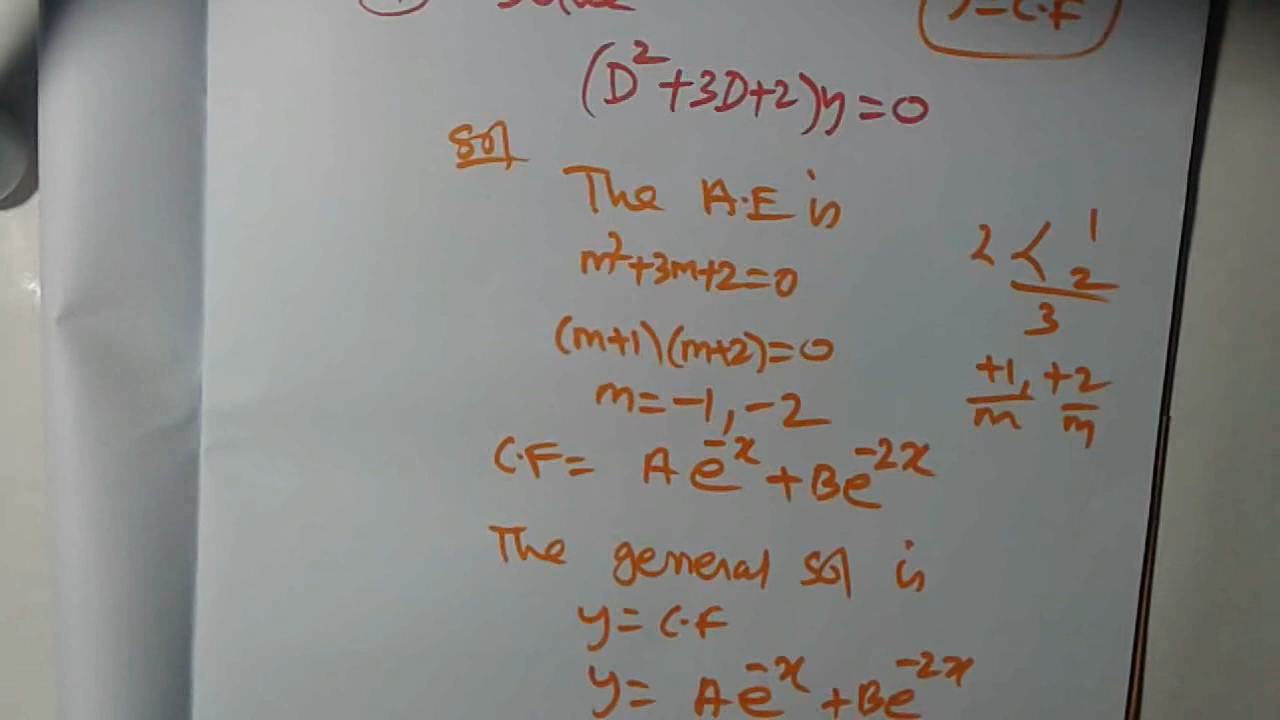 y=C.F
(D²+3D+2)y=0
Sol
The A.E is
m²+3m+2=0
(m+1)(m+2)=0
m=-1,-2
C.F= Ae^-x+Be^-2x
The general sol is
y=C.F
y= Ae^-x+Be^-2x
2< 1
2
3
+1, +2
m m